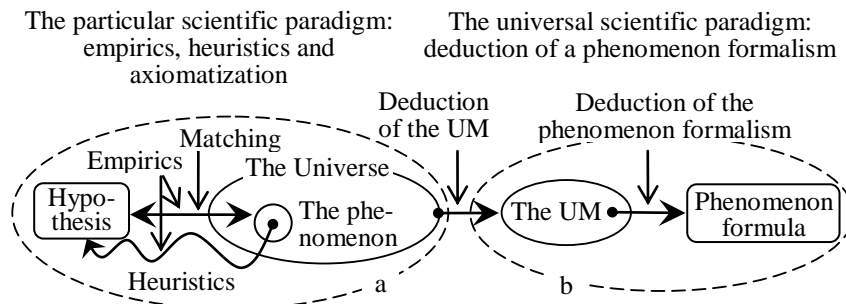 The particular scientific paradigm:
empirics, heuristics and
axiomatization
The universal scientific paradigm:
deduction of a phenomenon formalism
Deduction
of the UM
Deduction of the
phenomenon formalism
Matching
Empirics
The Universe
Hypo-
thesis
The phe-
nomenon
The UM
Phenomenon
formula
Heuristics
a
b